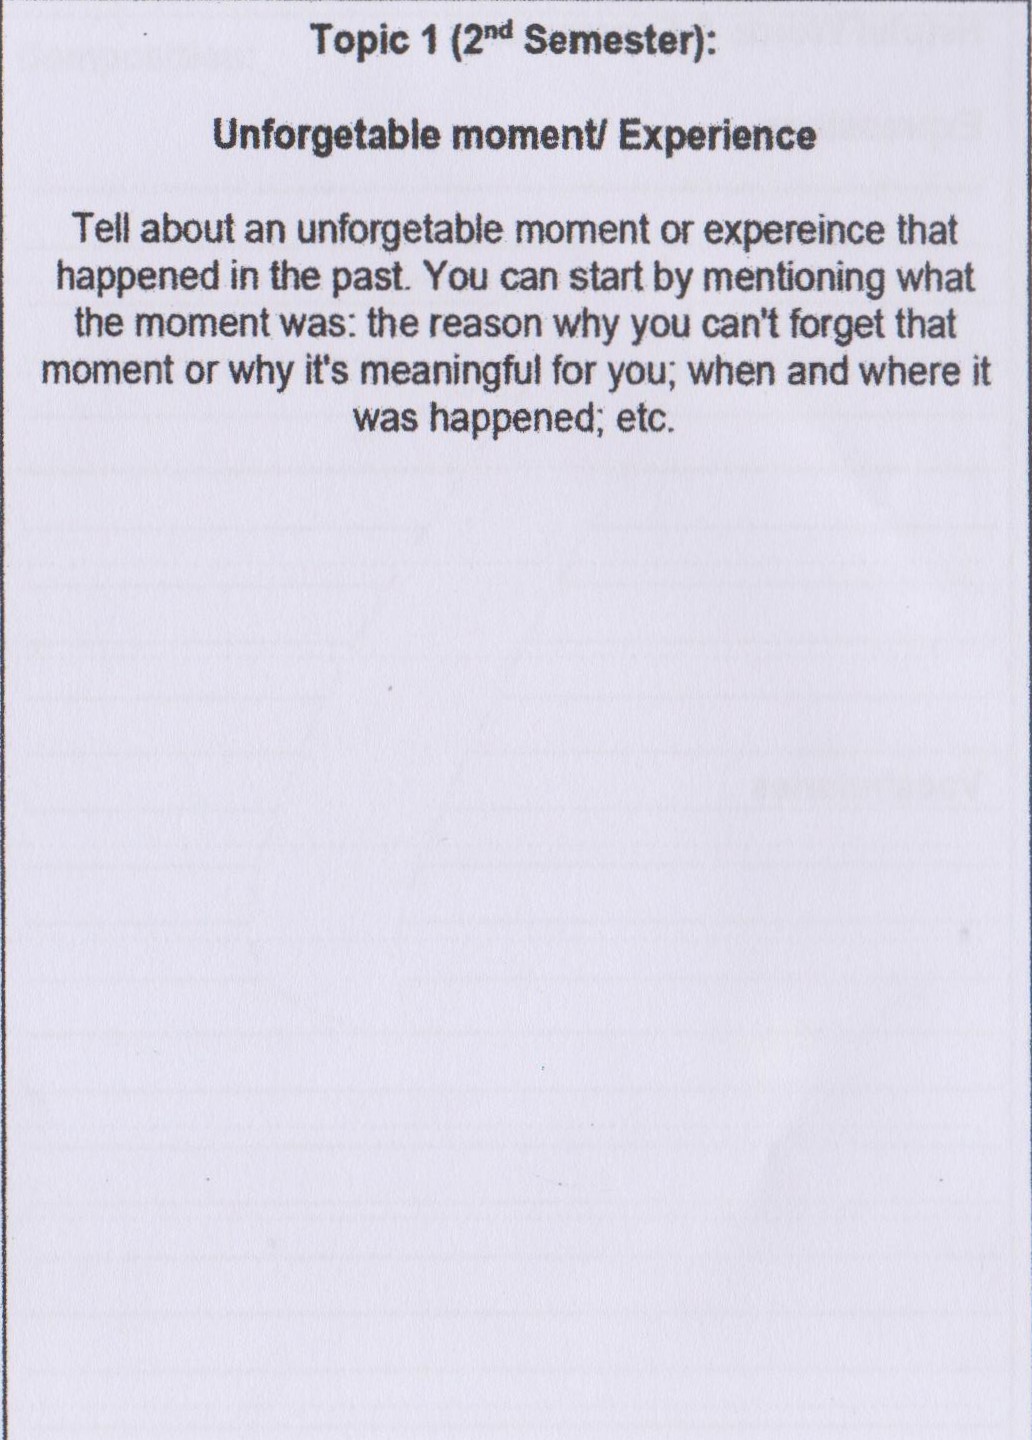 Topic 1 (2nd Semester):
Unforgetable moment/ Experience
Tell about an unforgetable moment or expereince that
happened in the past. You can start by mentioning what
the moment was: the reason why you can't forget that
moment or why it's meaningful for you; when and where it
was happened; etc.